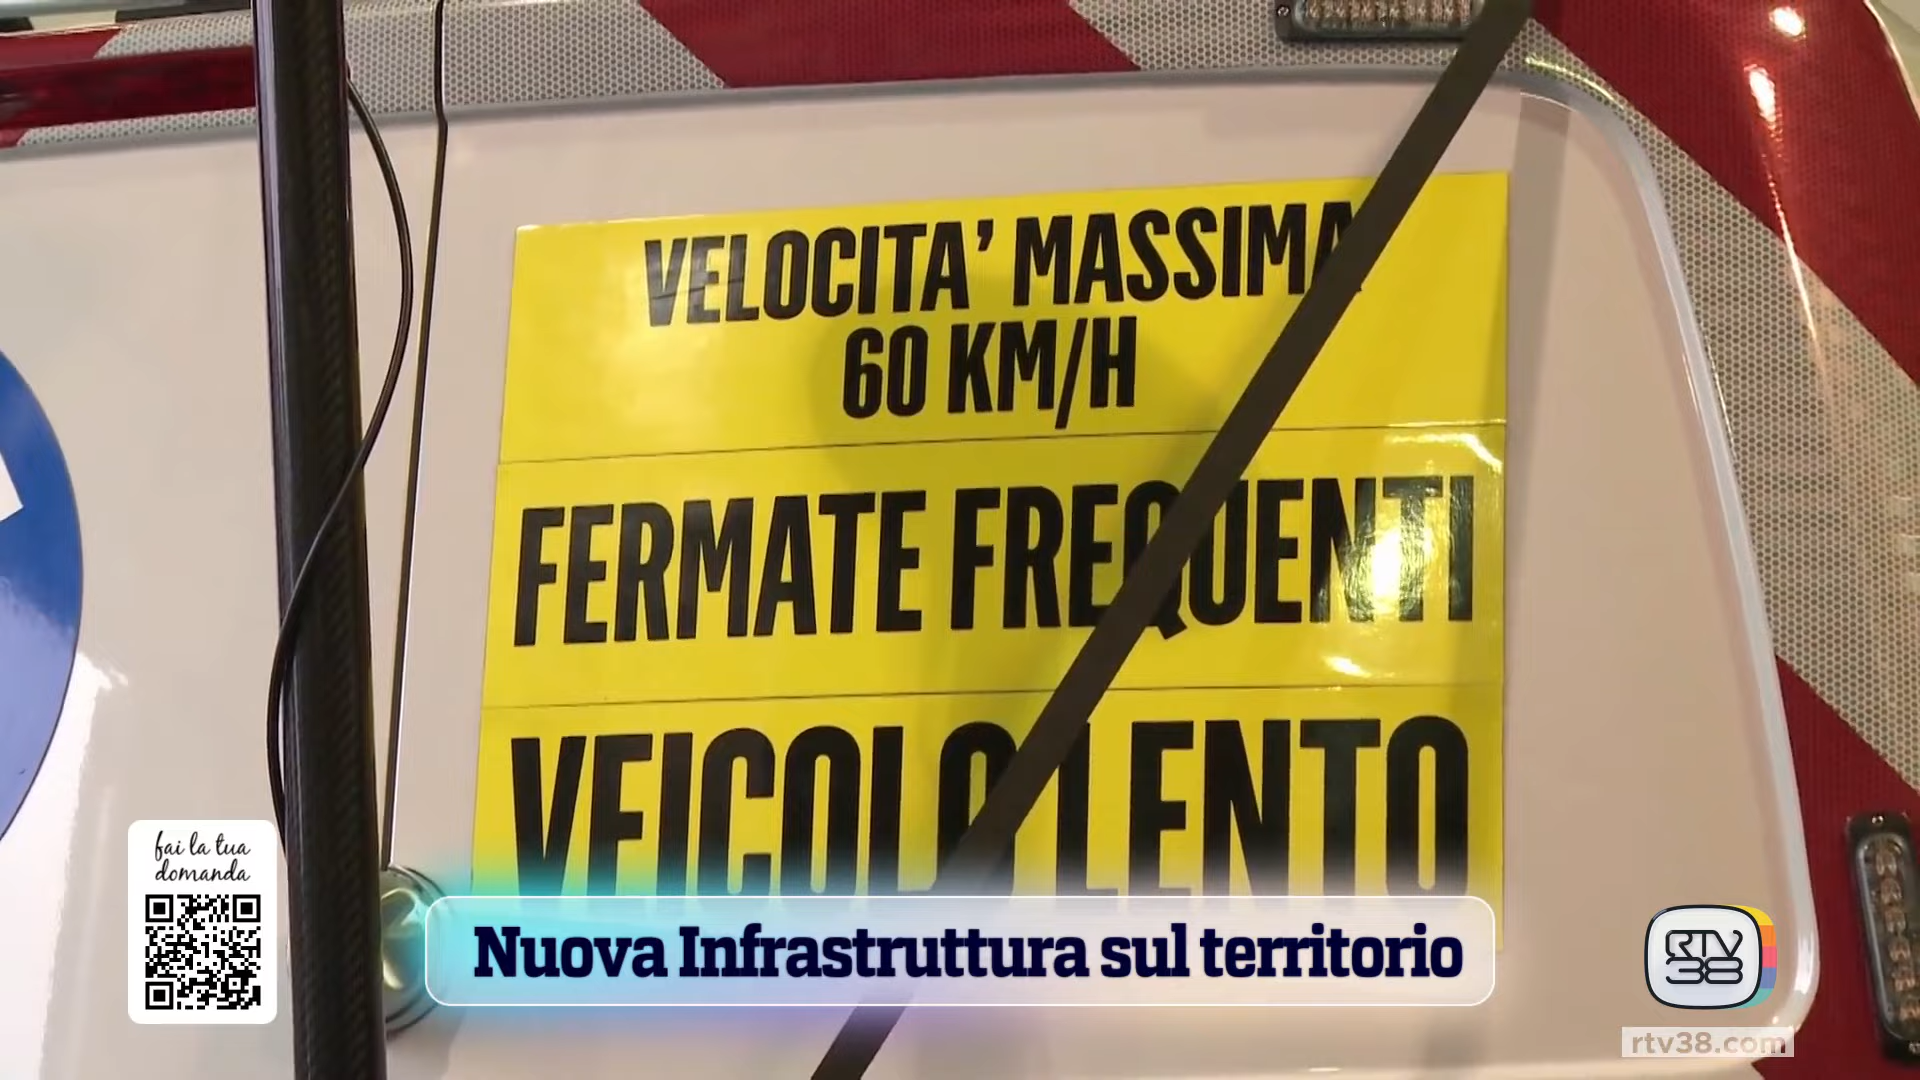 VELOCITA' MASSIMA
60 KM/H
FERMATE FREQUENTI
VEICOLO LENTO
fai la tua
domanda
Nuova Infrastruttura sul territorio
RTV
38
rtv38.com